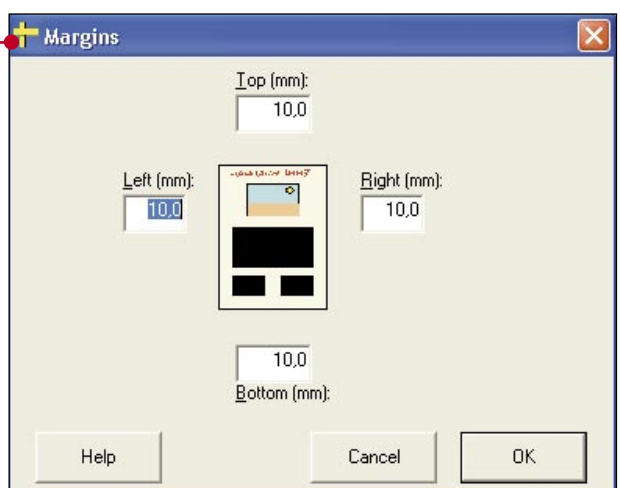 Margins
Top (mm):
10,0
Left (mm):
10,0
Right (mm):
10,0
10,0
Bottom (mm):
Help
Cancel
OK